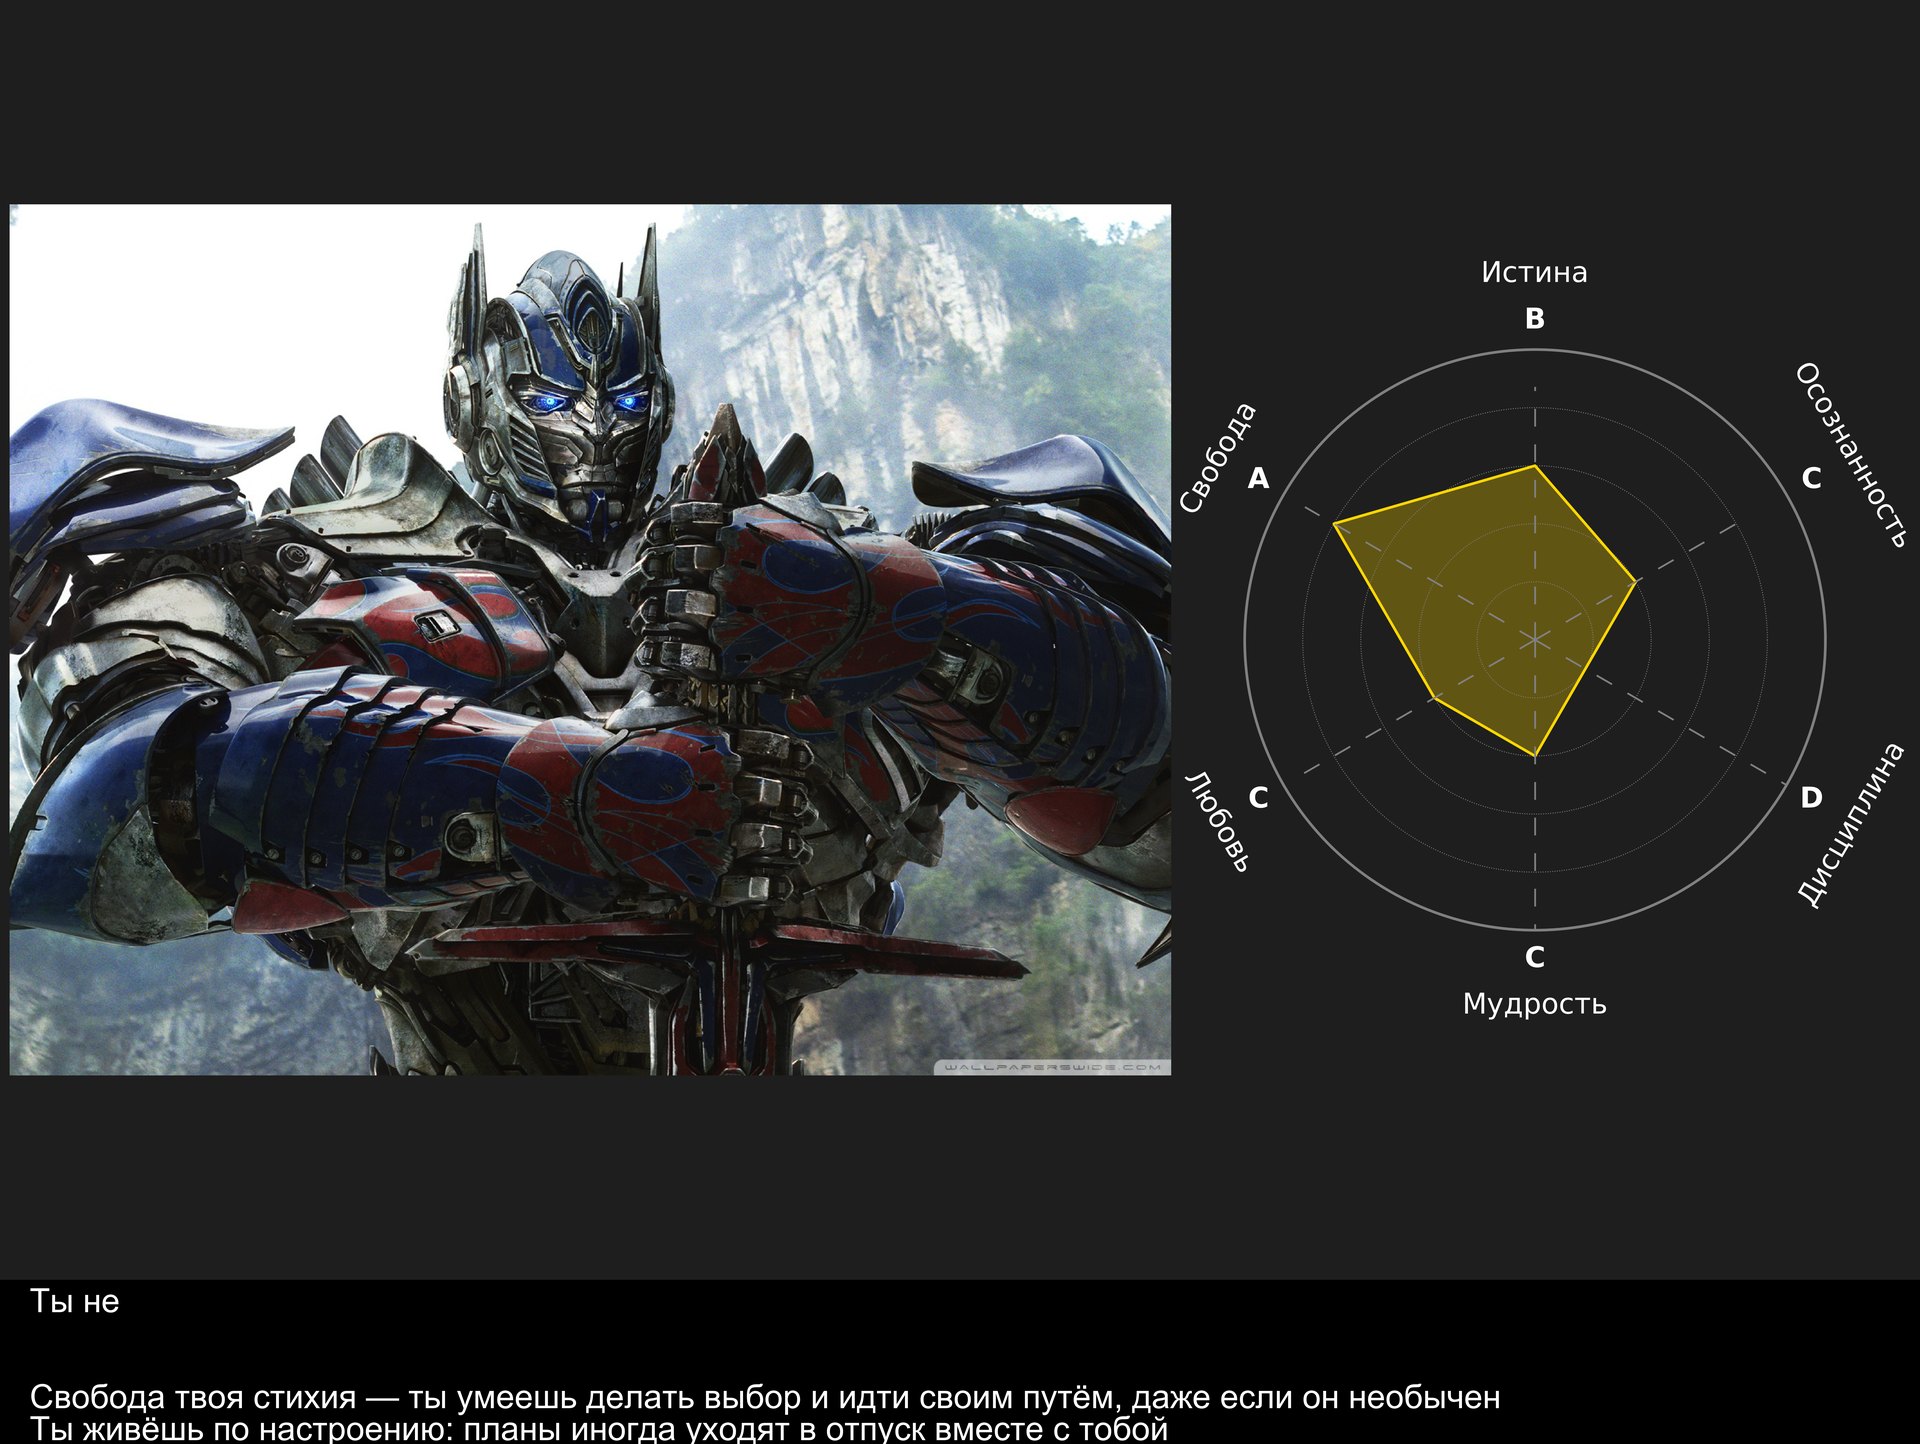 Истина
B
Осознанность
C
Свобода
A
Любовь
C
Дисциплина
D
C
Мудрость
WALLPAPERSWIDE.COM
Ты не
Свобода твоя стихия — ты умеешь делать выбор и идти своим путём, даже если он необычен
Ты живёшь по настроению: планы иногда уходят в отпуск вместе с тобой